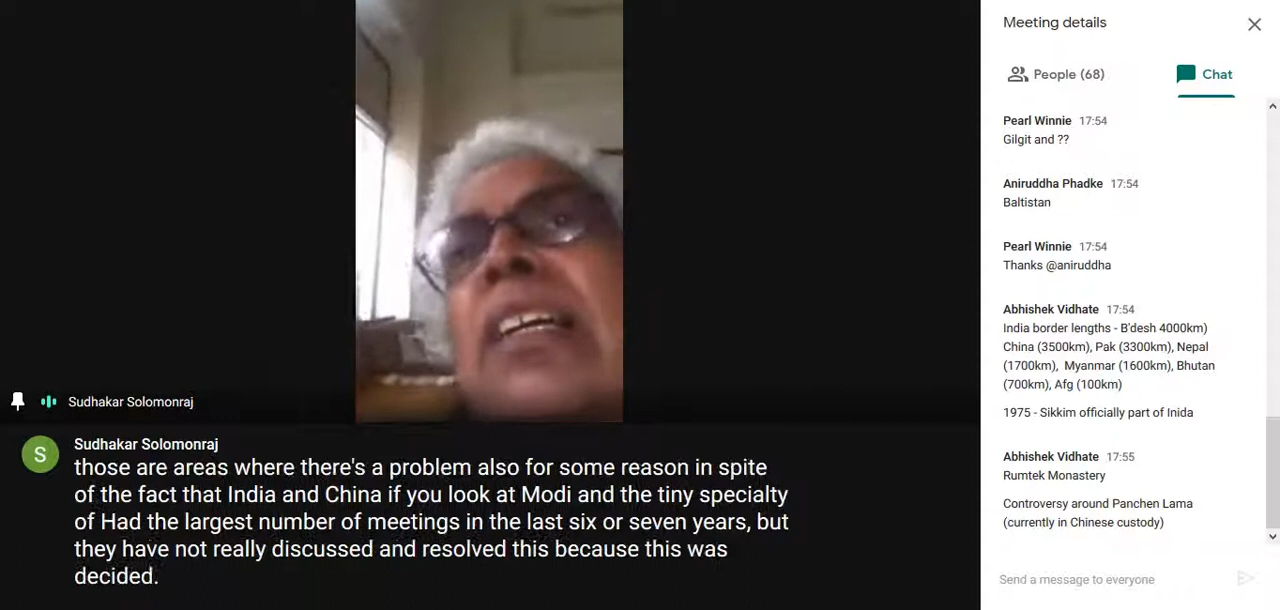 Meeting details
People (68)
Chat
Pearl Winnie 17:54
Gilgit and ??
Aniruddha Phadke 17:54
Baltistan
Pearl Winnie 17:54
Thanks @aniruddha
Abhishek Vidhate 17:54
India border lengths - B'desh 4000km)
China (3500km), Pak (3300km), Nepal
(1700km), Myanmar (1600km), Bhutan
(700km), Afg (100km)
1975 - Sikkim officially part of Inida
Abhishek Vidhate 17:55
Rumtek Monastery
Controversy around Panchen Lama
(currently in Chinese custody)
Send a message to everyone
Sudhakar Solomonraj
S
Sudhakar Solomonraj
those are areas where there's a problem also for some reason in spite
of the fact that India and China if you look at Modi and the tiny specialty
of Had the largest number of meetings in the last six or seven years, but
they have not really discussed and resolved this because this was
decided.